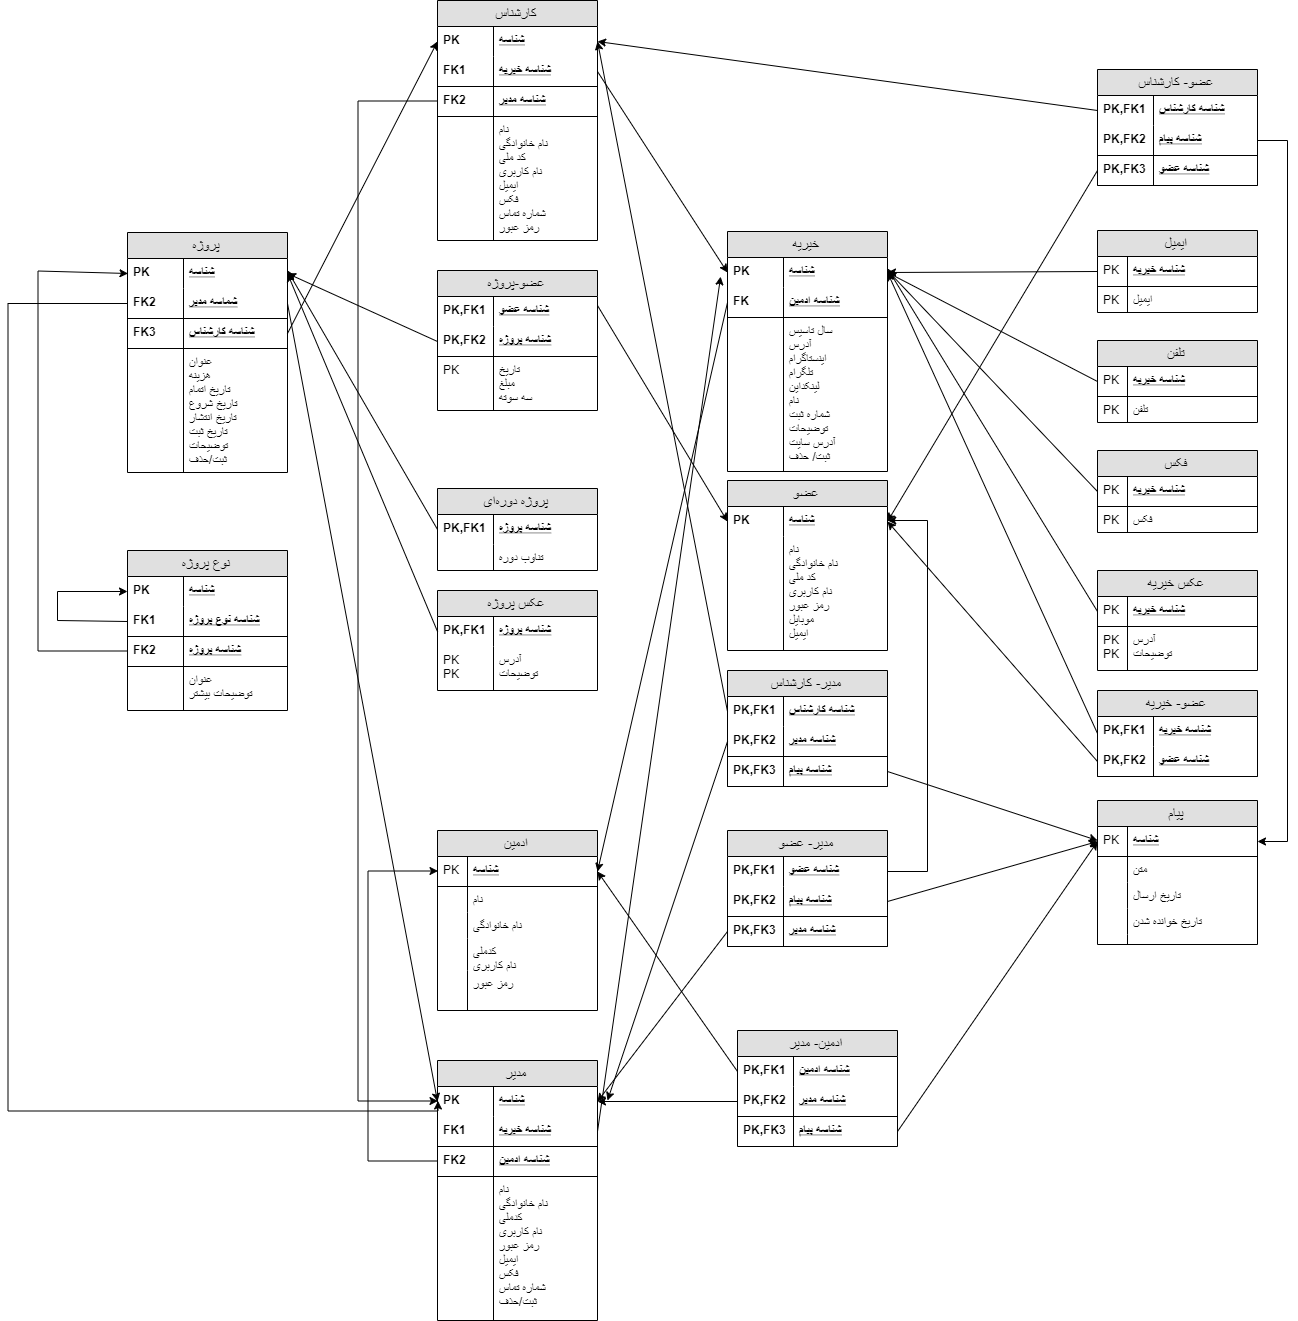 کارشناس
PK شناسه
FK1 شناسه خیریه
FK2 شناسه مدیر
نام
نام خانوادگی
کد ملی
نام کاربری
ایمیل
فکس
شماره تماس
رمز عبور
عضو- کارشناس
PK,FK1 شناسه کارشناس
PK,FK2 شناسه پیام
PK,FK3 شناسه عضو
پروژه
PK شناسه
FK2 شماسه مدیر
FK3 شناسه کارشناس
عنوان
هزینه
تاریخ اتمام
تاریخ شروع
تاریخ انتشار
تاریخ ثبت
توضیحات
ثبت/حذف
عضو-پروژه
PK,FK1 شناسه عضو
PK,FK2 شناسه پروژه
PK تاریخ
مبلغ
سه سوته
خیریه
PK شناسه
FK شناسه ادمین
سال تاسیس
آدرس
اینستاگرام
تلگرام
لینکداین
نام
شماره ثبت
توضیحات
آدرس سایت
ثبت/ حذف
ایمیل
PK شناسه خیریه
PK ایمیل
تلفن
PK شناسه خیریه
PK تلفن
فکس
PK شناسه خیریه
PK فکس
پروژه دوره‌ای
PK,FK1 شناسه پروژه
تناوب دوره
عضو
PK شناسه
نام
نام خانوادگی
کد ملی
نام کاربری
رمز عبور
موبایل
ایمیل
نوع پروژه
PK شناسه
FK1 شناسه نوع پروژه
FK2 شناسه پروژه
عنوان
توضیحات بیشتر
عکس پروژه
PK,FK1 شناسه پروژه
PK آدرس
PK توضیحات
عکس خیریه
PK شناسه خیریه
PK آدرس
PK توضیحات
مدیر- کارشناس
PK,FK1 شناسه کارشناس
PK,FK2 شناسه مدیر
PK,FK3 شناسه پیام
عضو- خیریه
PK,FK1 شناسه خیریه
PK,FK2 شناسه عضو
ادمین
PK شناسه
نام
نام خانوادگی
کدملی
نام کاربری
رمز عبور
مدیر- عضو
PK,FK1 شناسه عضو
PK,FK2 شناسه پیام
PK,FK3 شناسه مدیر
پیام
PK شناسه
متن
تاریخ ارسال
تاریخ خوانده شدن
مدیر
PK شناسه
FK1 شناسه خیریه
FK2 شناسه ادمین
نام
نام خانوادگی
کدملی
نام کاربری
رمز عبور
ایمیل
فکس
شماره تماس
ثبت/حذف
ادمین- مدیر
PK,FK1 شناسه ادمین
PK,FK2 شناسه مدیر
PK,FK3 شناسه پیام